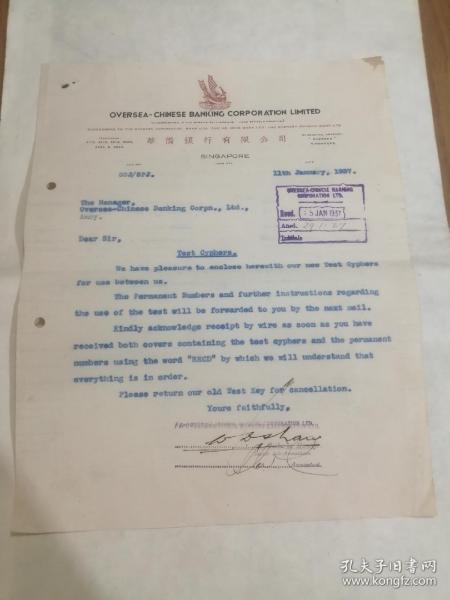 OVERSEA-CHINESE BANKING CORPORATION LIMITED
華僑銀行有限公司
SINGAPORE
11th January, 1937.
The Manager,
Oversea-Chinese Banking Corpn., Ltd.,
Amoy.
OVERSEA-CHINESE BANKING
CORPORATION LTD.
Recd. 25 JAN 1937
Ansd.
Initials
Dear Sir,
Test Cyphers.
We have pleasure to enclose herewith our new Test Cyphers
for use between us.
The Permanent Numbers and further instructions regarding
the use of the test will be forwarded to you by the next mail.
Kindly acknowledge receipt by wire as soon as you have
received both covers containing the test cyphers and the permanent
numbers using the word "RECD" by which we will understand that
everything is in order.
Please return our old Test Key for cancellation.
Yours faithfully,
Accountant.
孔夫子旧书网
www.kongfz.com